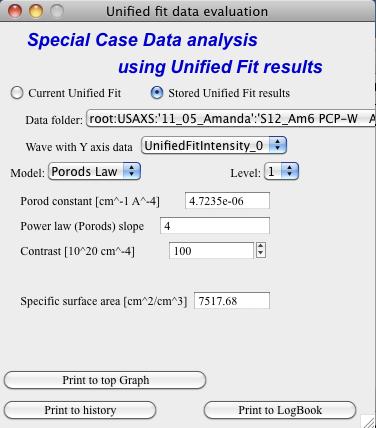 Unified fit data evaluation
Special Case Data analysis
using Unified Fit results
Current Unified Fit Stored Unified Fit results
Data folder: root:USAXS:'11_05_Amanda':'S12_Am6 PCP-W A
Wave with Y axis data UnifiedFitIntensity_0
Model: Porods Law Level: 1
Porod constant [cm^-1 A^-4] 4.7235e-06
Power law (Porods) slope 4
Contrast [10^20 cm^-4] 100
Specific surface area [cm^2/cm^3] 7517.68
Print to top Graph
Print to history Print to LogBook